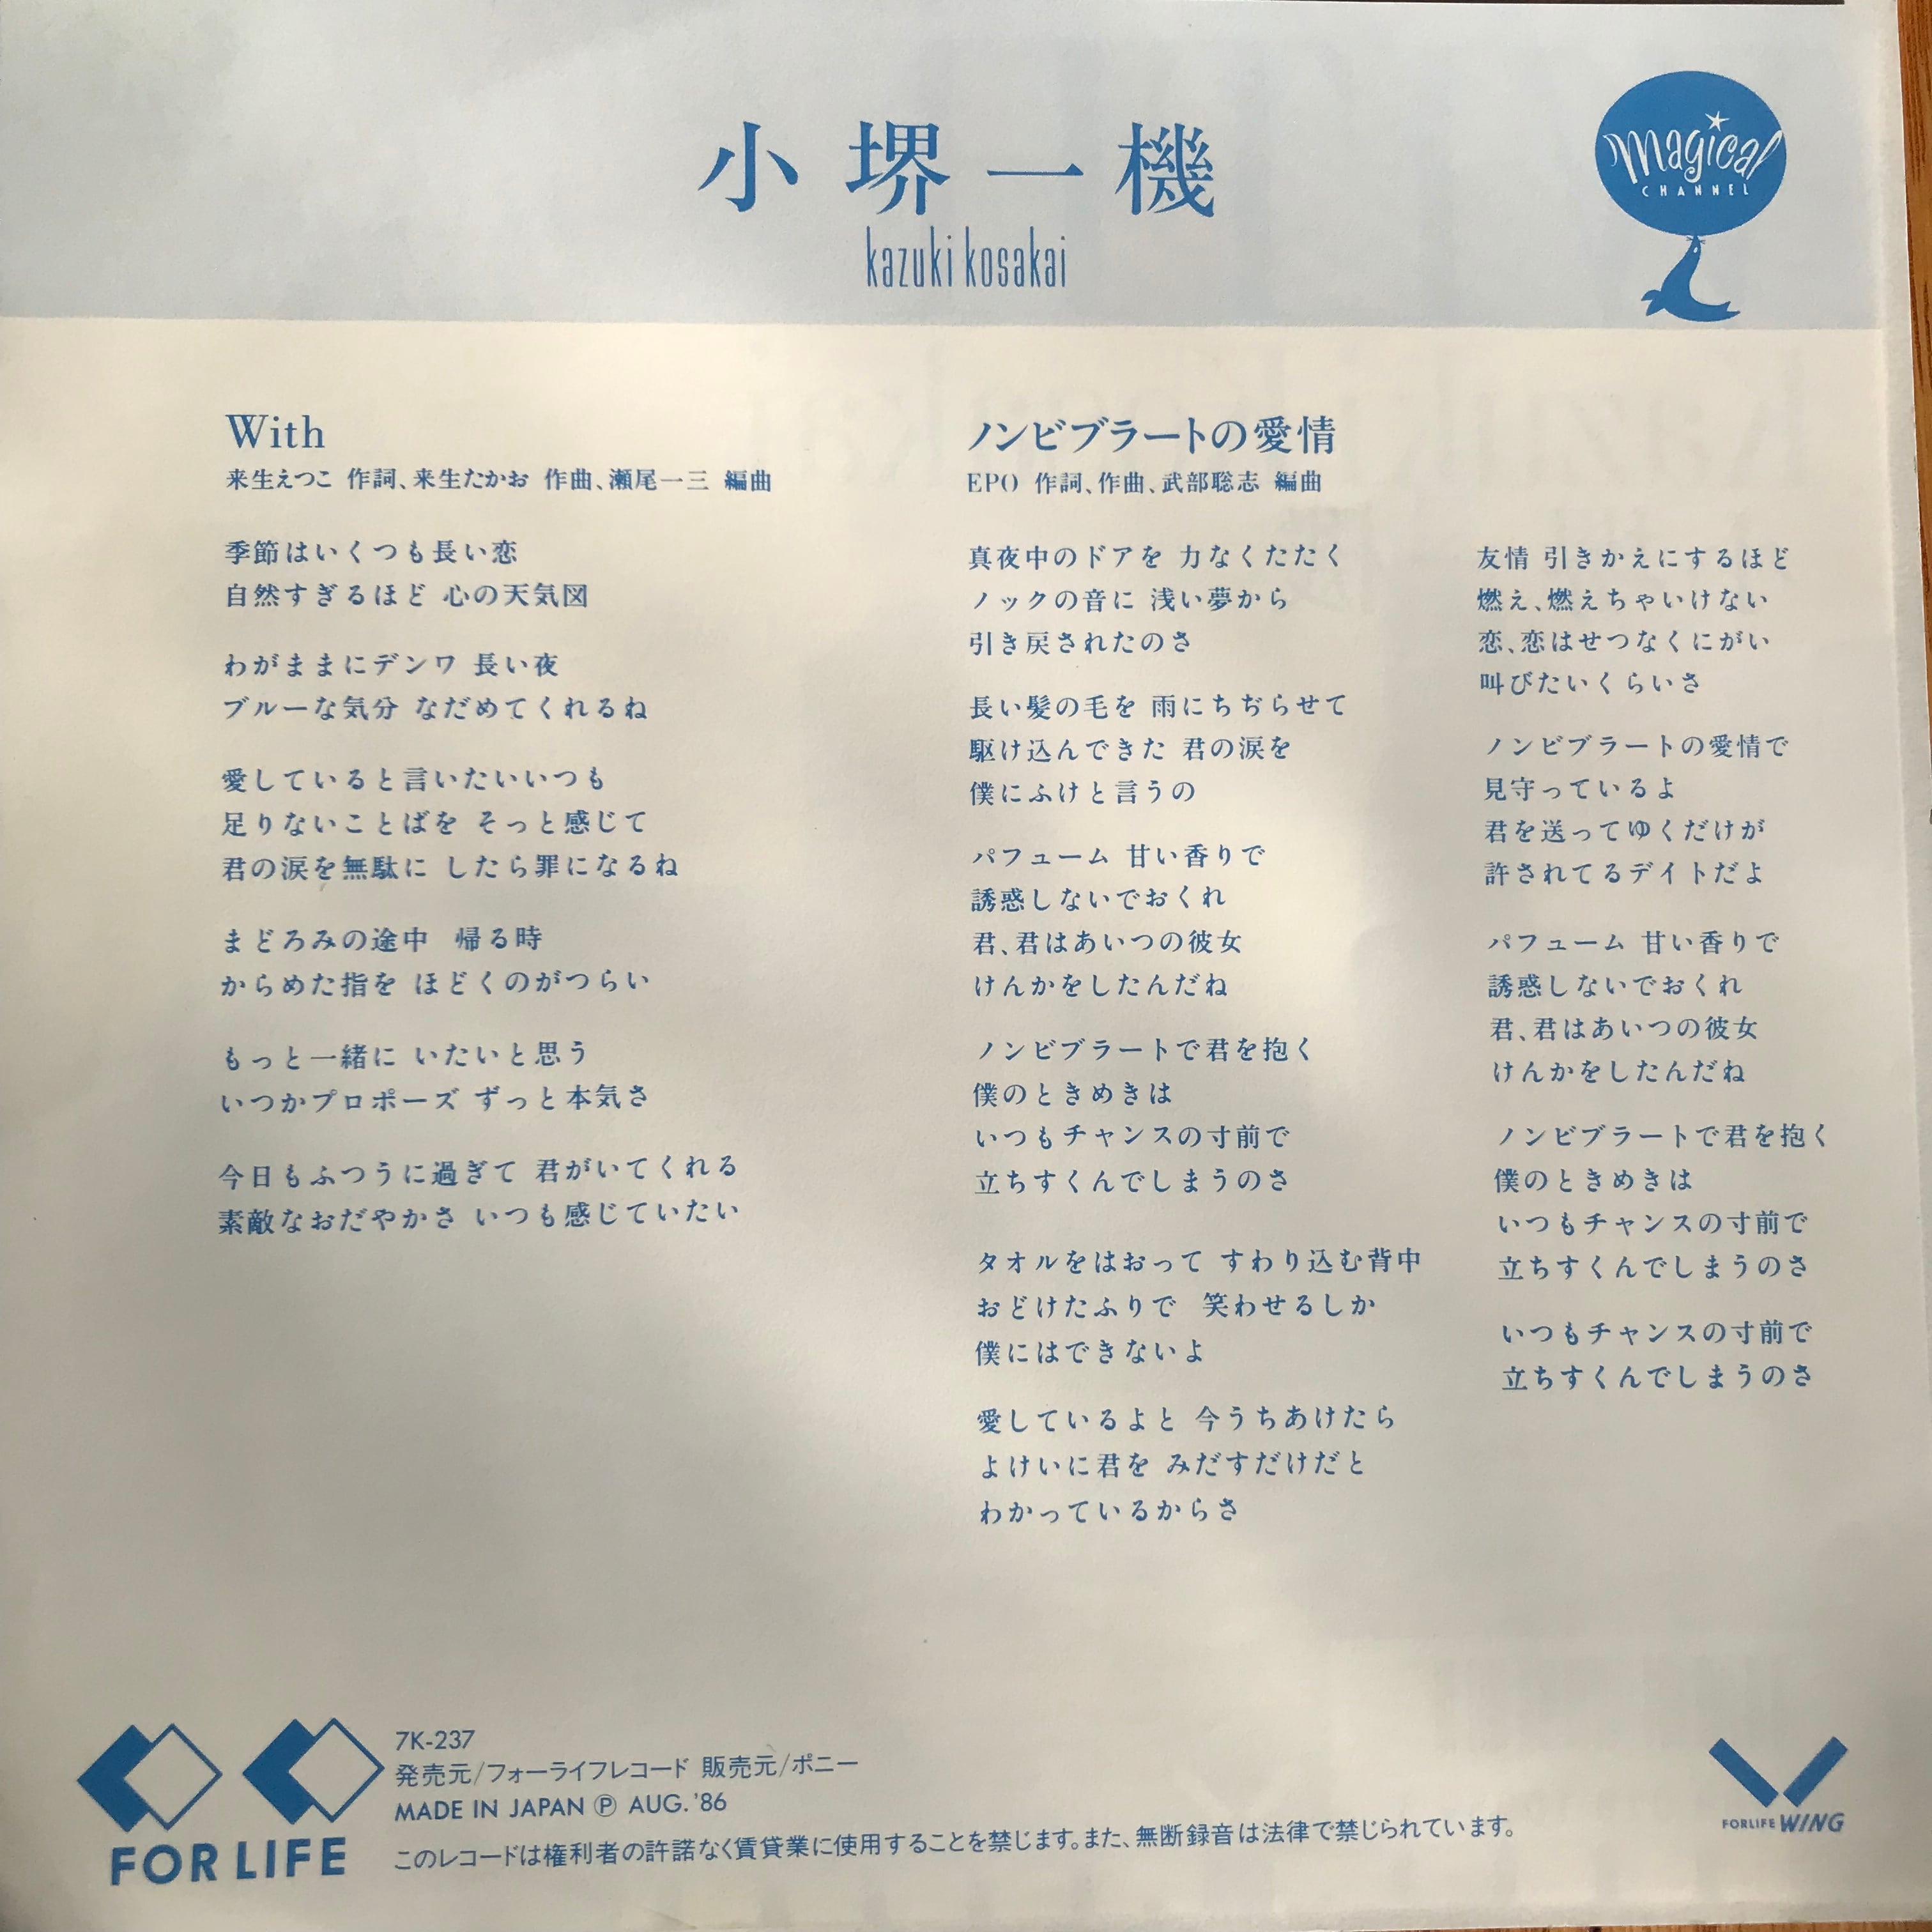 小堺一機
kazuki kosakai
Magical
CHANNEL
With
来生えつこ 作詞、来生たかお 作曲、瀬尾一三 編曲
季節はいくつも長い恋
自然すぎるほど 心の天気図
わがままにデンワ 長い夜
ブルーな気分 なだめてくれるね
愛していると言いたいいつも
足りないことばを そっと感じて
君の涙を無駄に したら罪になるね
まどろみの途中 帰る時
からめた指を ほどくのがつらい
もっと一緒に いたいと思う
いつかプロポーズ ずっと本気さ
今日もふつうに過ぎて 君がいてくれる
素敵なおだやかさ いつも感じていたい
ノンビブラートの愛情
EPO 作詞、作曲、武部聡志 編曲
真夜中のドアを 力なくたたく
ノックの音に 浅い夢から
引き戻されたのさ
長い髪の毛を 雨にちぢらせて
駆け込んできた 君の涙を
僕にふけと言うの
パフューム 甘い香りで
誘惑しないでおくれ
君、君はあいつの彼女
けんかをしたんだね
ノンビブラートで君を抱く
僕のときめきは
いつもチャンスの寸前で
立ちすくんでしまうのさ
タオルをはおって すわり込む背中
おどけたふりで 笑わせるしか
僕にはできないよ
愛しているよと 今うちあけたら
よけいに君を みだすだけだと
わかっているからさ
友情 引きかえにするほど
燃え、燃えちゃいけない
恋、恋はせつなくにがい
叫びたいくらいさ
ノンビブラートの愛情で
見守っているよ
君を送ってゆくだけが
許されてるデイトだよ
パフューム 甘い香りで
誘惑しないでおくれ
君、君はあいつの彼女
けんかをしたんだね
ノンビブラートで君を抱く
僕のときめきは
いつもチャンスの寸前で
立ちすくんでしまうのさ
いつもチャンスの寸前で
立ちすくんでしまうのさ
FOR LIFE
7K-237
発売元/フォーライフレコード 販売元/ポニー
MADE IN JAPAN Ⓟ AUG.'86
このレコードは権利者の許諾なく賃貸業に使用することを禁じます。また、無断録音は法律で禁じられています。
FORLIFE WING